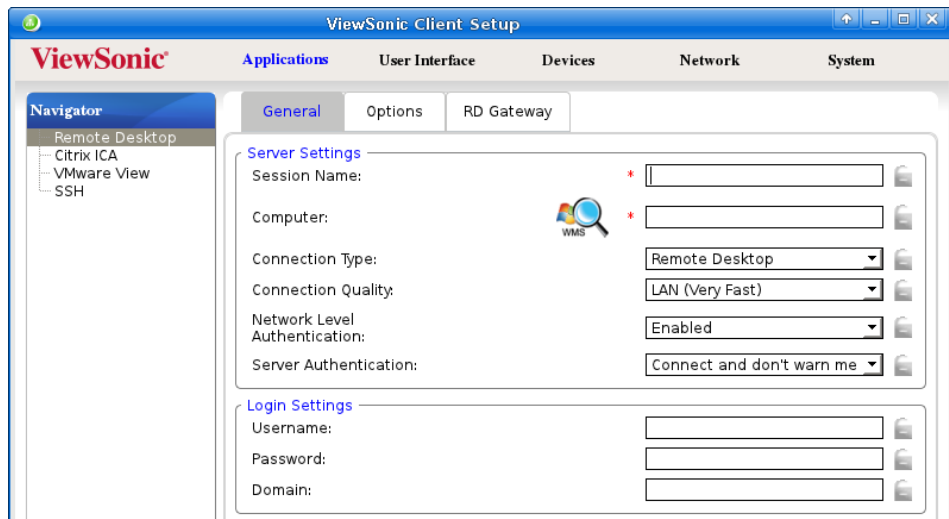 ViewSonic Client Setup
ViewSonic®
Applications
User Interface
Devices
Network
System
Navigator
Remote Desktop
Citrix ICA
VMware View
SSH
General
Options
RD Gateway
Server Settings
Session Name: *
Computer: WMS *
Connection Type: Remote Desktop
Connection Quality: LAN (Very Fast)
Network Level
Authentication: Enabled
Server Authentication: Connect and don't warn me
Login Settings
Username:
Password:
Domain: